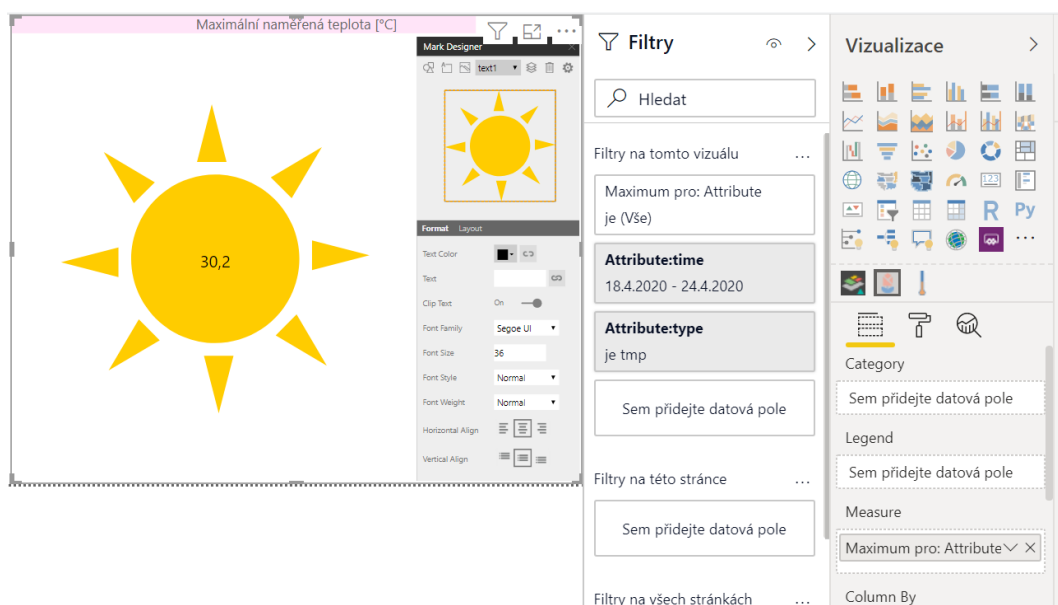 Maximální naměřená teplota [°C]
Mark Designer
text1
30,2
Format Layout
Text Color
Text
Clip Text On
Font Family Segoe UI
Font Size 36
Font Style Normal
Font Weight Normal
Horizontal Align
Vertical Align
Filtry
Hledat
Filtry na tomto vizuálu ...
Maximum pro: Attribute
je (Vše)
Attribute:time
18.4.2020 - 24.4.2020
Attribute:type
je tmp
Sem přidejte datová pole
Filtry na této stránce ...
Sem přidejte datová pole
Filtry na všech stránkách ...
Vizualizace
123
R Py
...
Category
Sem přidejte datová pole
Legend
Sem přidejte datová pole
Measure
Maximum pro: Attribute
Column By